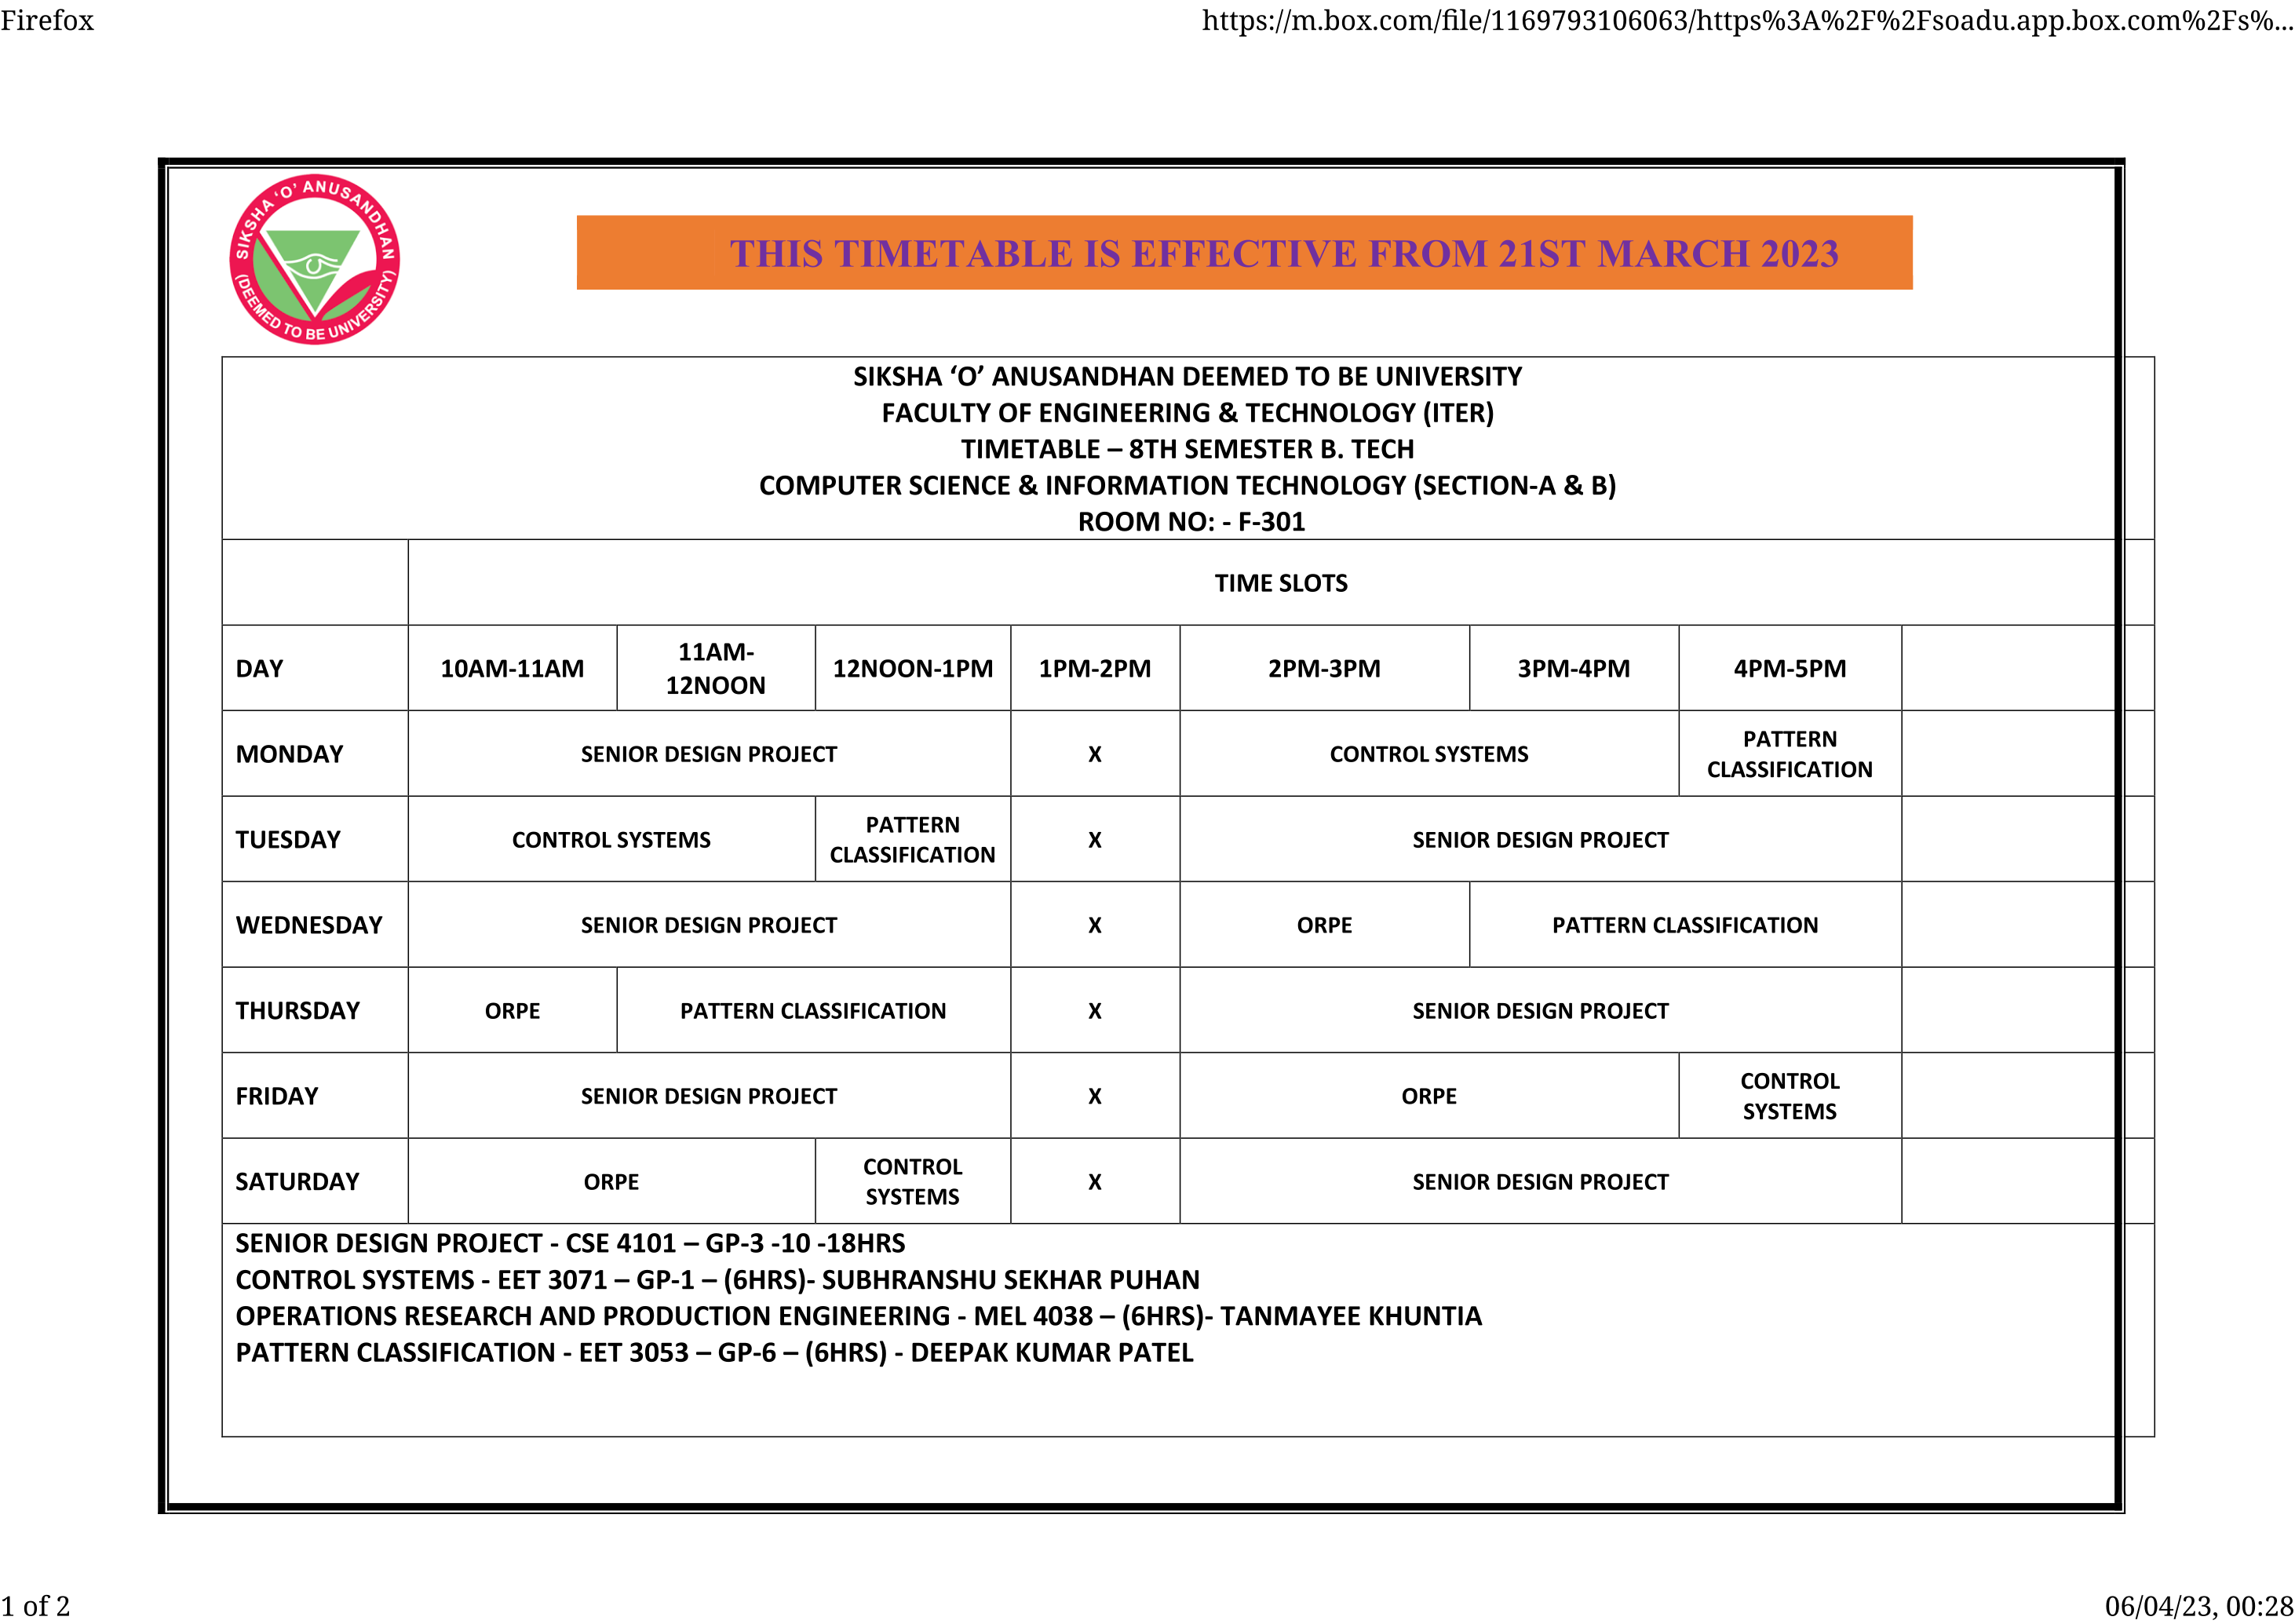 Firefox
https://m.box.com/file/1169793106063/https%3A%2F%2Fsoadu.app.box.com%2Fs%...
SIKSHA ‘O’ ANUSANDHAN
(DEEMED TO BE UNIVERSITY)
THIS TIMETABLE IS EFFECTIVE FROM 21ST MARCH 2023
SIKSHA ‘O’ ANUSANDHAN DEEMED TO BE UNIVERSITY
FACULTY OF ENGINEERING & TECHNOLOGY (ITER)
TIMETABLE – 8TH SEMESTER B. TECH
COMPUTER SCIENCE & INFORMATION TECHNOLOGY (SECTION-A & B)
ROOM NO: - F-301
TIME SLOTS
DAY 10AM-11AM 11AM-12NOON 12NOON-1PM 1PM-2PM 2PM-3PM 3PM-4PM 4PM-5PM
MONDAY SENIOR DESIGN PROJECT X CONTROL SYSTEMS PATTERN CLASSIFICATION
TUESDAY CONTROL SYSTEMS PATTERN CLASSIFICATION X SENIOR DESIGN PROJECT
WEDNESDAY SENIOR DESIGN PROJECT X ORPE PATTERN CLASSIFICATION
THURSDAY ORPE PATTERN CLASSIFICATION X SENIOR DESIGN PROJECT
FRIDAY SENIOR DESIGN PROJECT X ORPE CONTROL SYSTEMS
SATURDAY ORPE CONTROL SYSTEMS X SENIOR DESIGN PROJECT
SENIOR DESIGN PROJECT - CSE 4101 – GP-3 -10 -18HRS
CONTROL SYSTEMS - EET 3071 – GP-1 – (6HRS)- SUBHRANSHU SEKHAR PUHAN
OPERATIONS RESEARCH AND PRODUCTION ENGINEERING - MEL 4038 – (6HRS)- TANMAYEE KHUNTIA
PATTERN CLASSIFICATION - EET 3053 – GP-6 – (6HRS) - DEEPAK KUMAR PATEL
1 of 2
06/04/23, 00:28